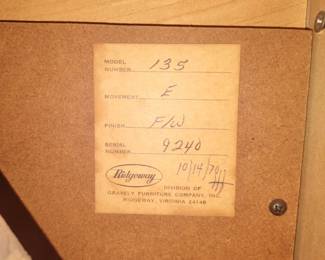 MODEL NUMBER 135
MOVEMENT E
FINISH F/W
SERIAL NUMBER 9240
10/14/70
Ridgeway DIVISION OF
GRAVELY FURNITURE COMPANY, INC.
RIDGEWAY, VIRGINIA 24148